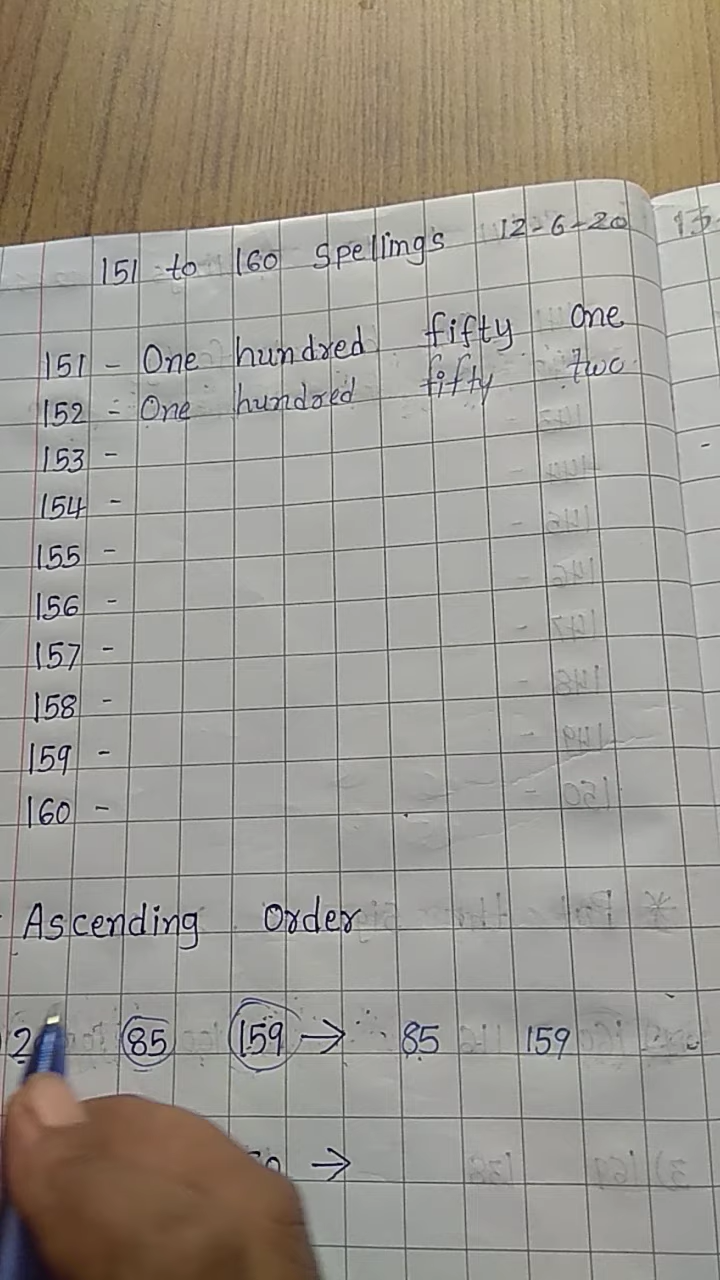 151 to 160 Spellings 12-6-20
151 - One hundred fifty one
152 - One hundred fifty two
153 -
154 -
155 -
156 -
157 -
158 -
159 -
160 -
Ascending Order
85 159 → 85 159
→